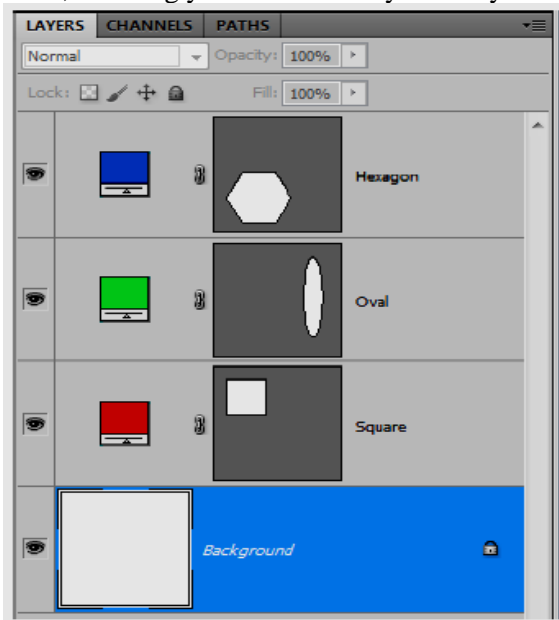 LAYERS CHANNELS PATHS
Normal Opacity: 100%
Lock: Fill: 100%
Hexagon
Oval
Square
Background